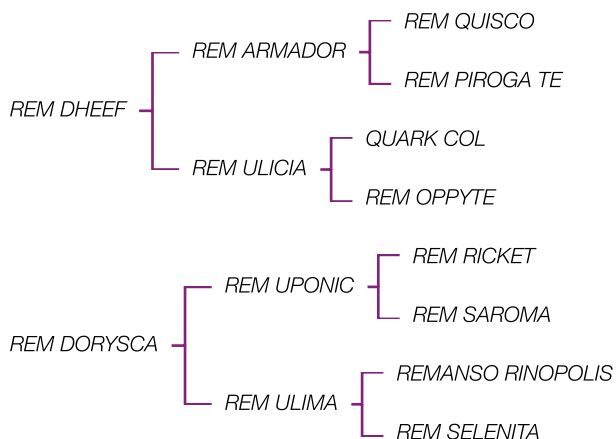 REM QUISCO
REM ARMADOR
REM PIROGA TE
REM DHEEF
QUARK COL
REM ULICIA
REM OPPYTE
REM RICKET
REM UPONIC
REM SAROMA
REM DORYSCA
REMANSO RINOPOLIS
REM ULIMA
REM SELENITA